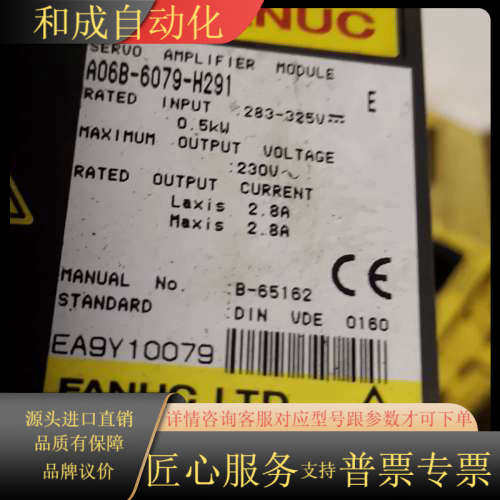 和成自动化
FANUC
SERVO AMPLIFIER MODULE
A06B-6079-H291
E
RATED INPUT :283-325V⎓
0.5kW
MAXIMUM OUTPUT VOLTAGE
:230V~
RATED OUTPUT CURRENT
Laxis 2.8A
Maxis 2.8A
MANUAL No. :B-65162
CE
STANDARD :DIN VDE 0160
EA9Y10079
FANUC LTD
源头进口直销
品质有保障
品牌议价
详情咨询客服对应型号跟参数才可下单
匠心服务支持普票专票